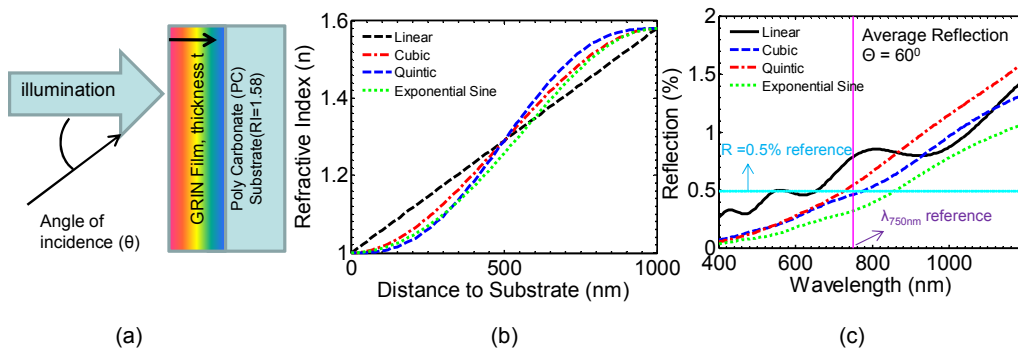 illumination
Angle of
incidence (θ)
GRIN Film, thickness t
Poly Carbonate (PC)
Substrate(RI=1.58)
(a)
Refractive Index (n)
1.6
1.4
1.2
1
Linear
Cubic
Quintic
Exponential Sine
0
500
1000
Distance to Substrate (nm)
(b)
Reflection (%)
2
1.5
1
0.5
0
Linear
Cubic
Quintic
Exponential Sine
Average Reflection
Θ = 60⁰
R =0.5% reference
λ750nm reference
400
600
800
1000
Wavelength (nm)
(c)